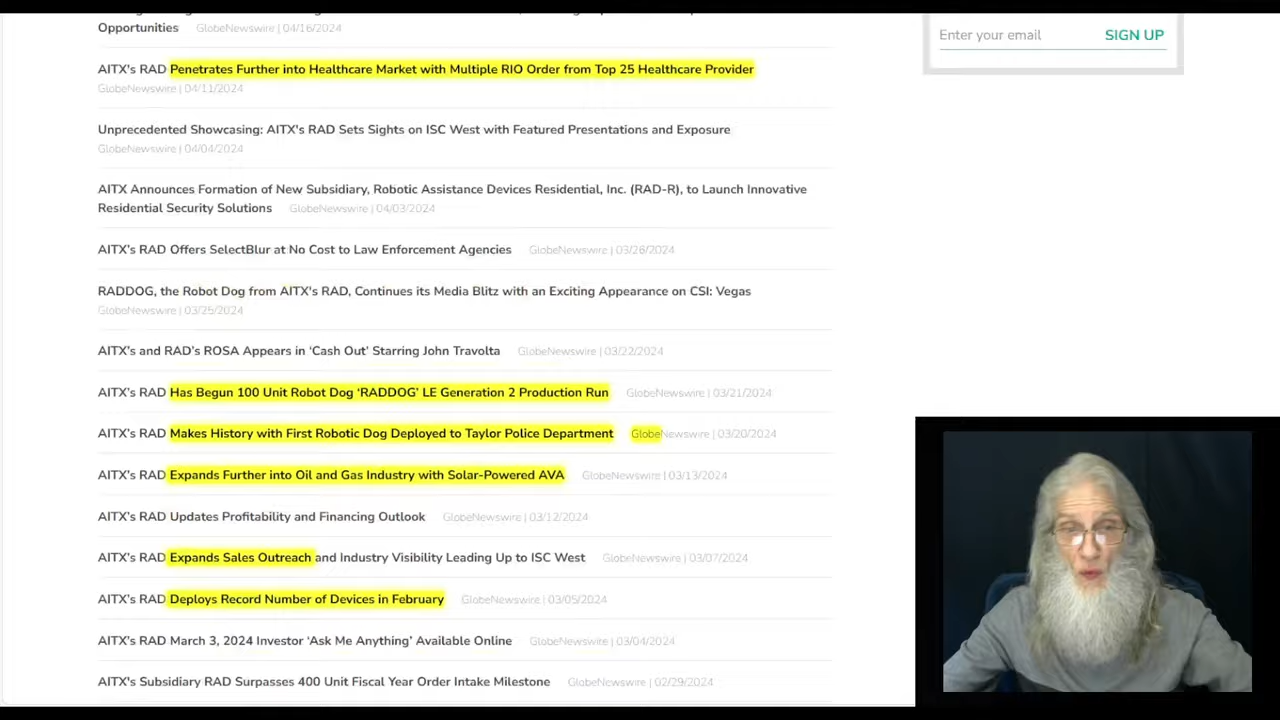 Opportunities GlobeNewswire | 04/16/2024
Enter your email SIGN UP
AITX's RAD Penetrates Further into Healthcare Market with Multiple RIO Order from Top 25 Healthcare Provider
GlobeNewswire | 04/11/2024
Unprecedented Showcasing: AITX's RAD Sets Sights on ISC West with Featured Presentations and Exposure
GlobeNewswire | 04/04/2024
AITX Announces Formation of New Subsidiary, Robotic Assistance Devices Residential, Inc. (RAD-R), to Launch Innovative
Residential Security Solutions GlobeNewswire | 04/03/2024
AITX's RAD Offers SelectBlur at No Cost to Law Enforcement Agencies GlobeNewswire | 03/26/2024
RADDOG, the Robot Dog from AITX's RAD, Continues its Media Blitz with an Exciting Appearance on CSI: Vegas
GlobeNewswire | 03/25/2024
AITX's and RAD's ROSA Appears in ‘Cash Out’ Starring John Travolta GlobeNewswire | 03/22/2024
AITX's RAD Has Begun 100 Unit Robot Dog ‘RADDOG’ LE Generation 2 Production Run GlobeNewswire | 03/21/2024
AITX's RAD Makes History with First Robotic Dog Deployed to Taylor Police Department GlobeNewswire | 03/20/2024
AITX's RAD Expands Further into Oil and Gas Industry with Solar-Powered AVA GlobeNewswire | 03/13/2024
AITX's RAD Updates Profitability and Financing Outlook GlobeNewswire | 03/12/2024
AITX's RAD Expands Sales Outreach and Industry Visibility Leading Up to ISC West GlobeNewswire | 03/07/2024
AITX's RAD Deploys Record Number of Devices in February GlobeNewswire | 03/05/2024
AITX's RAD March 3, 2024 Investor ‘Ask Me Anything’ Available Online GlobeNewswire | 03/04/2024
AITX's Subsidiary RAD Surpasses 400 Unit Fiscal Year Order Intake Milestone GlobeNewswire | 02/29/2024